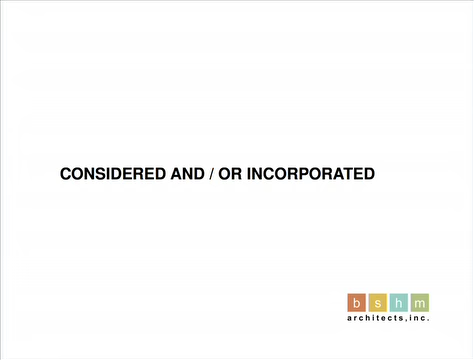 CONSIDERED AND / OR INCORPORATED
b s h m
architects,inc.